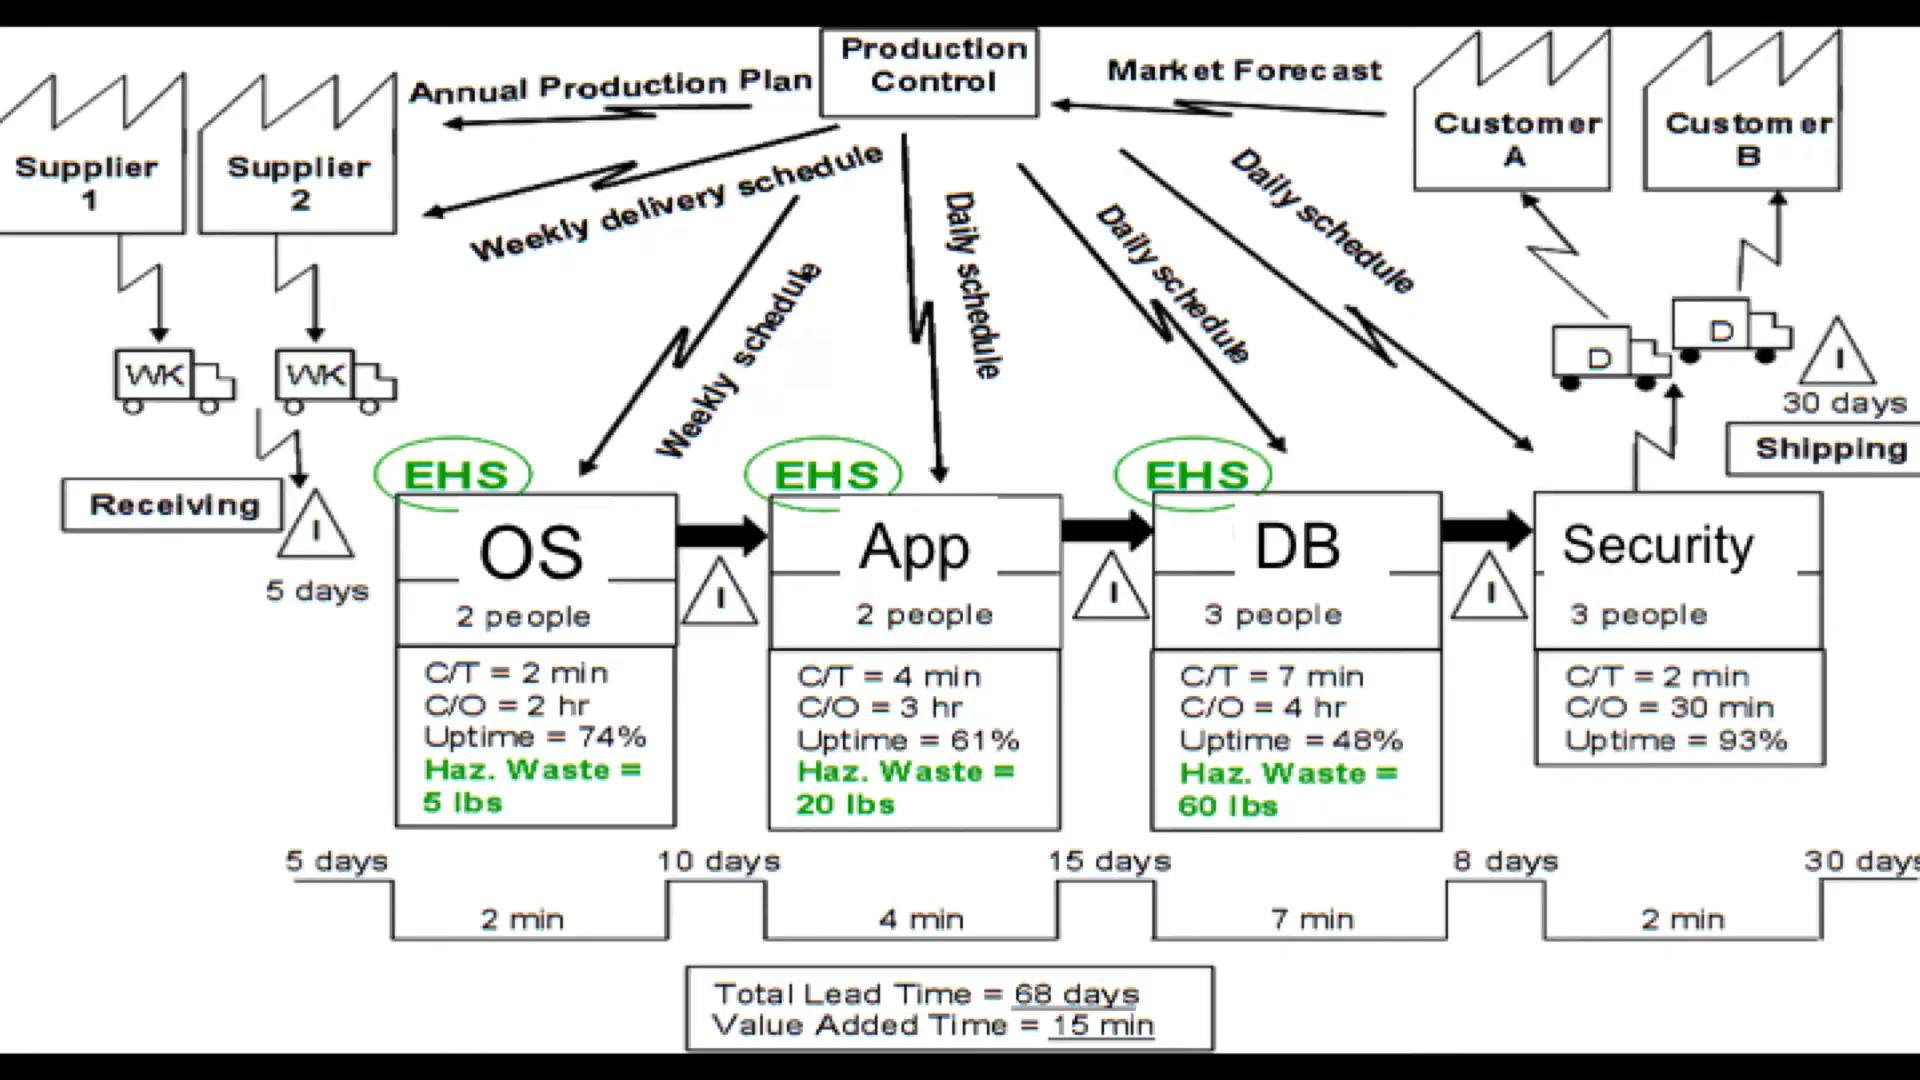 Production
Control
Annual Production Plan
Market Forecast
Supplier
1
Supplier
2
Customer
A
Customer
B
Weekly delivery schedule
Weekly schedule
Daily schedule
Daily schedule
Daily schedule
WK
WK
D
D
I
30 days
Shipping
Receiving
I
5 days
EHS
EHS
EHS
OS
2 people
C/T = 2 min
C/O = 2 hr
Uptime = 74%
Haz. Waste =
5 lbs
I
App
2 people
C/T = 4 min
C/O = 3 hr
Uptime = 61%
Haz. Waste =
20 lbs
I
DB
3 people
C/T = 7 min
C/O = 4 hr
Uptime = 48%
Haz. Waste =
60 lbs
I
Security
3 people
C/T = 2 min
C/O = 30 min
Uptime = 93%
5 days
10 days
15 days
8 days
30 days
2 min
4 min
7 min
2 min
Total Lead Time = 68 days
Value Added Time = 15 min